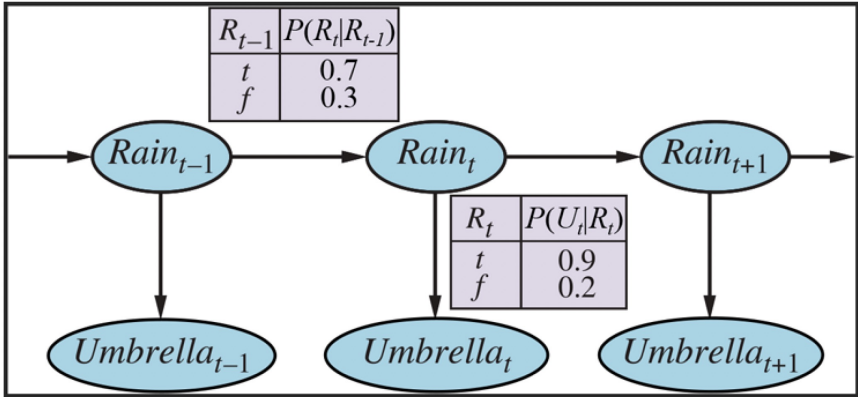 R_{t-1} P(R_t|R_{t-1})
t 0.7
f 0.3
Rain_{t-1} Rain_t Rain_{t+1}
R_t P(U_t|R_t)
t 0.9
f 0.2
Umbrella_{t-1} Umbrella_t Umbrella_{t+1}